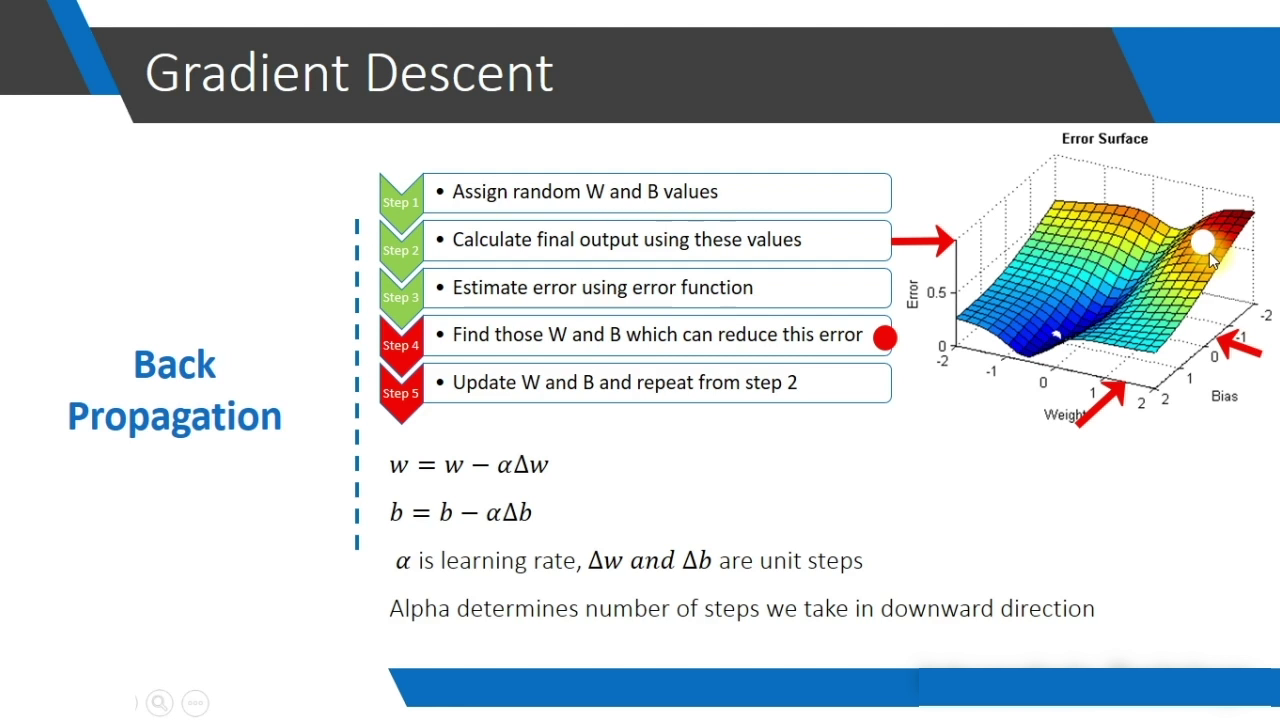 Gradient Descent
Back
Propagation
Step 1
• Assign random W and B values
Step 2
• Calculate final output using these values
Step 3
• Estimate error using error function
Step 4
• Find those W and B which can reduce this error
Step 5
• Update W and B and repeat from step 2
w = w − αΔw
b = b − αΔb
α is learning rate, Δw and Δb are unit steps
Alpha determines number of steps we take in downward direction
Error Surface
Error
0.5
0
-2
-1
0
1
2
Weight
2
1
0
-1
-2
Bias